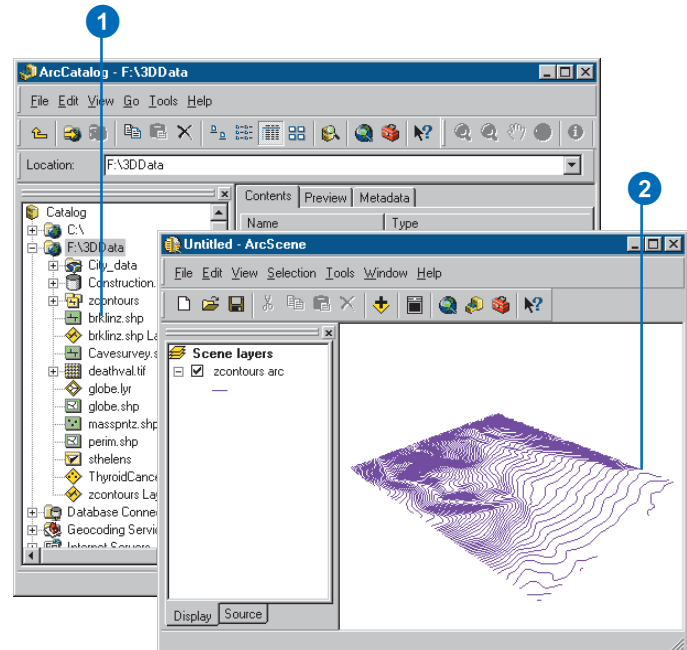 1
ArcCatalog - F:\3DData
File Edit View Go Tools Help
Location: F:\3DData
Contents Preview Metadata
Name Type
Catalog
C:\
F:\3DData
City_data
Construction.
zcontours
brklinz.shp
brklinz.shp La
Cavesurvey.s
deathval.tif
globe.lyr
globe.shp
masspntz.shp
perim.shp
sthelens
ThyroidCance
zcontours Lay
Database Conne
Geocoding Servi
Internet Servers
2
Untitled - ArcScene
File Edit View Selection Tools Window Help
Scene layers
zcontours arc
Display Source